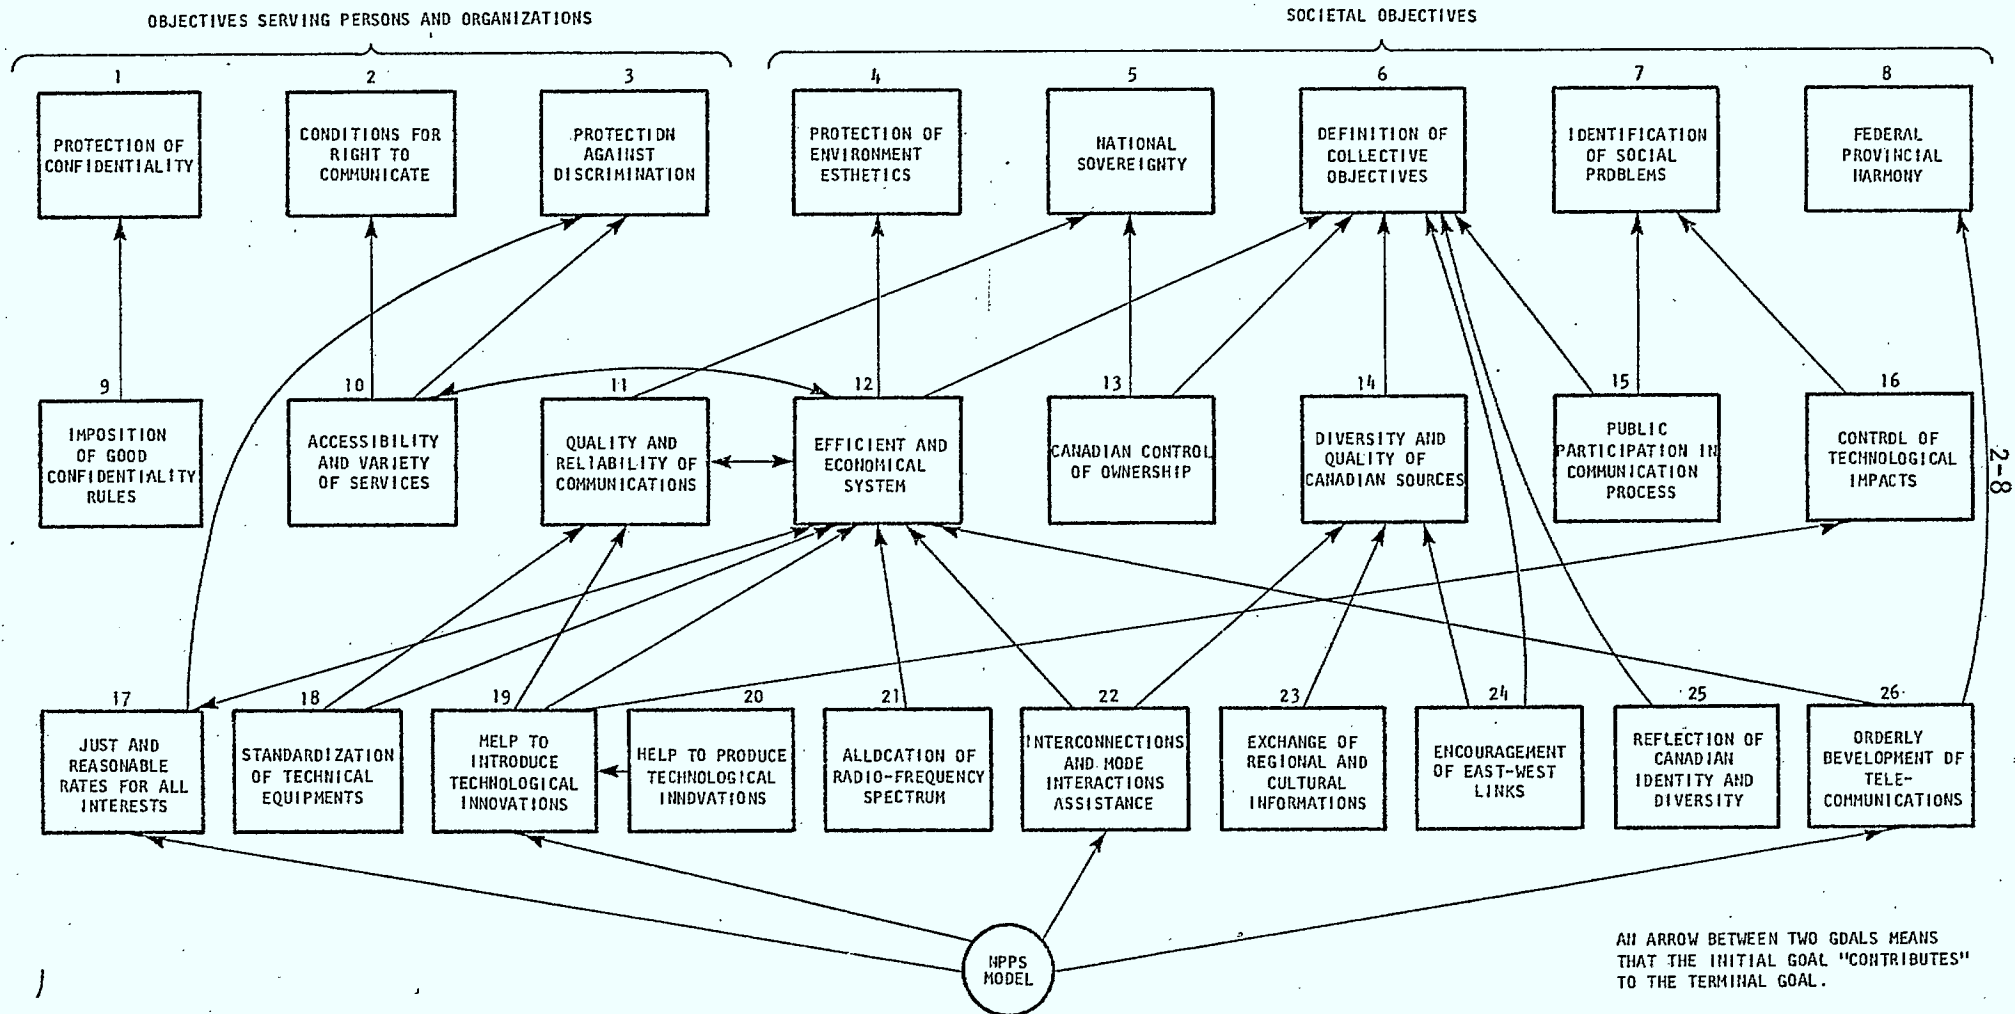 OBJECTIVES SERVING PERSONS AND ORGANIZATIONS
SOCIETAL OBJECTIVES
1
2
3
4
5
6
7
8
PROTECTION OF
CONFIDENTIALITY
CONDITIONS FOR
RIGHT TO
COMMUNICATE
PROTECTION
AGAINST
DISCRIMINATION
PROTECTION OF
ENVIRONMENT
ESTHETICS
NATIONAL
SOVEREIGNTY
DEFINITION OF
COLLECTIVE
OBJECTIVES
IDENTIFICATION
OF SOCIAL
PROBLEMS
FEDERAL
PROVINCIAL
HARMONY
9
10
11
12
13
14
15
16
IMPOSITION
OF GOOD
CONFIDENTIALITY
RULES
ACCESSIBILITY
AND VARIETY
OF SERVICES
QUALITY AND
RELIABILITY OF
COMMUNICATIONS
EFFICIENT AND
ECONOMICAL
SYSTEM
CANADIAN CONTROL
OF OWNERSHIP
DIVERSITY AND
QUALITY OF
CANADIAN SOURCES
PUBLIC
PARTICIPATION IN
COMMUNICATION
PROCESS
CONTROL OF
TECHNOLOGICAL
IMPACTS
2-8
17
18
19
20
21
22
23
24
25
26
JUST AND
REASONABLE
RATES FOR ALL
INTERESTS
STANDARDIZATION
OF TECHNICAL
EQUIPMENTS
HELP TO
INTRODUCE
TECHNOLOGICAL
INNOVATIONS
HELP TO PRODUCE
TECHNOLOGICAL
INNOVATIONS
ALLOCATION OF
RADIO-FREQUENCY
SPECTRUM
INTERCONNECTIONS
AND MODE
INTERACTIONS
ASSISTANCE
EXCHANGE OF
REGIONAL AND
CULTURAL
INFORMATIONS
ENCOURAGEMENT
OF EAST-WEST
LINKS
REFLECTION OF
CANADIAN
IDENTITY AND
DIVERSITY
ORDERLY
DEVELOPMENT OF
TELE-
COMMUNICATIONS
NPPS
MODEL
AN ARROW BETWEEN TWO GOALS MEANS
THAT THE INITIAL GOAL "CONTRIBUTES"
TO THE TERMINAL GOAL.